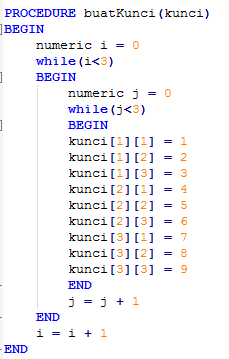 PROCEDURE buatKunci(kunci)
BEGIN
numeric i = 0
while(i<3)
BEGIN
numeric j = 0
while(j<3)
BEGIN
kunci[1][1] = 1
kunci[1][2] = 2
kunci[1][3] = 3
kunci[2][1] = 4
kunci[2][2] = 5
kunci[2][3] = 6
kunci[3][1] = 7
kunci[3][2] = 8
kunci[3][3] = 9
END
j = j + 1
END
i = i + 1
END